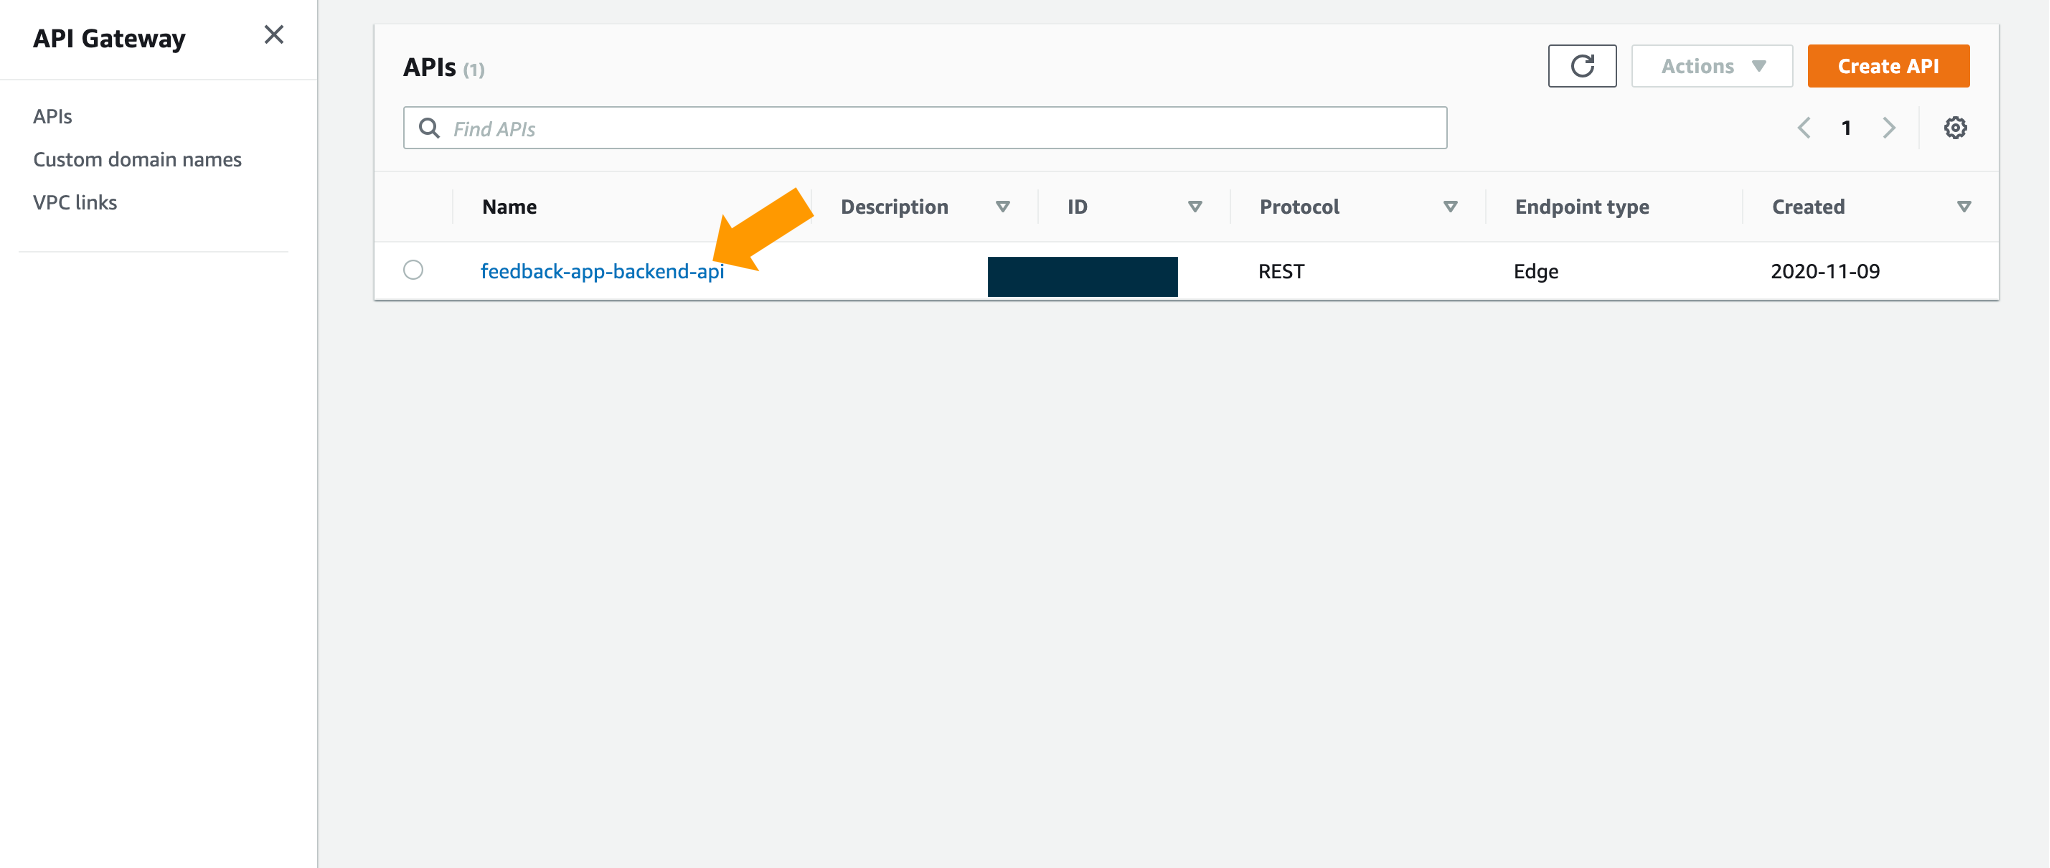 API Gateway
APIs
Custom domain names
VPC links
APIs (1)
Actions
Create API
Find APIs
1
Name Description ID Protocol Endpoint type Created
feedback-app-backend-api REST Edge 2020-11-09